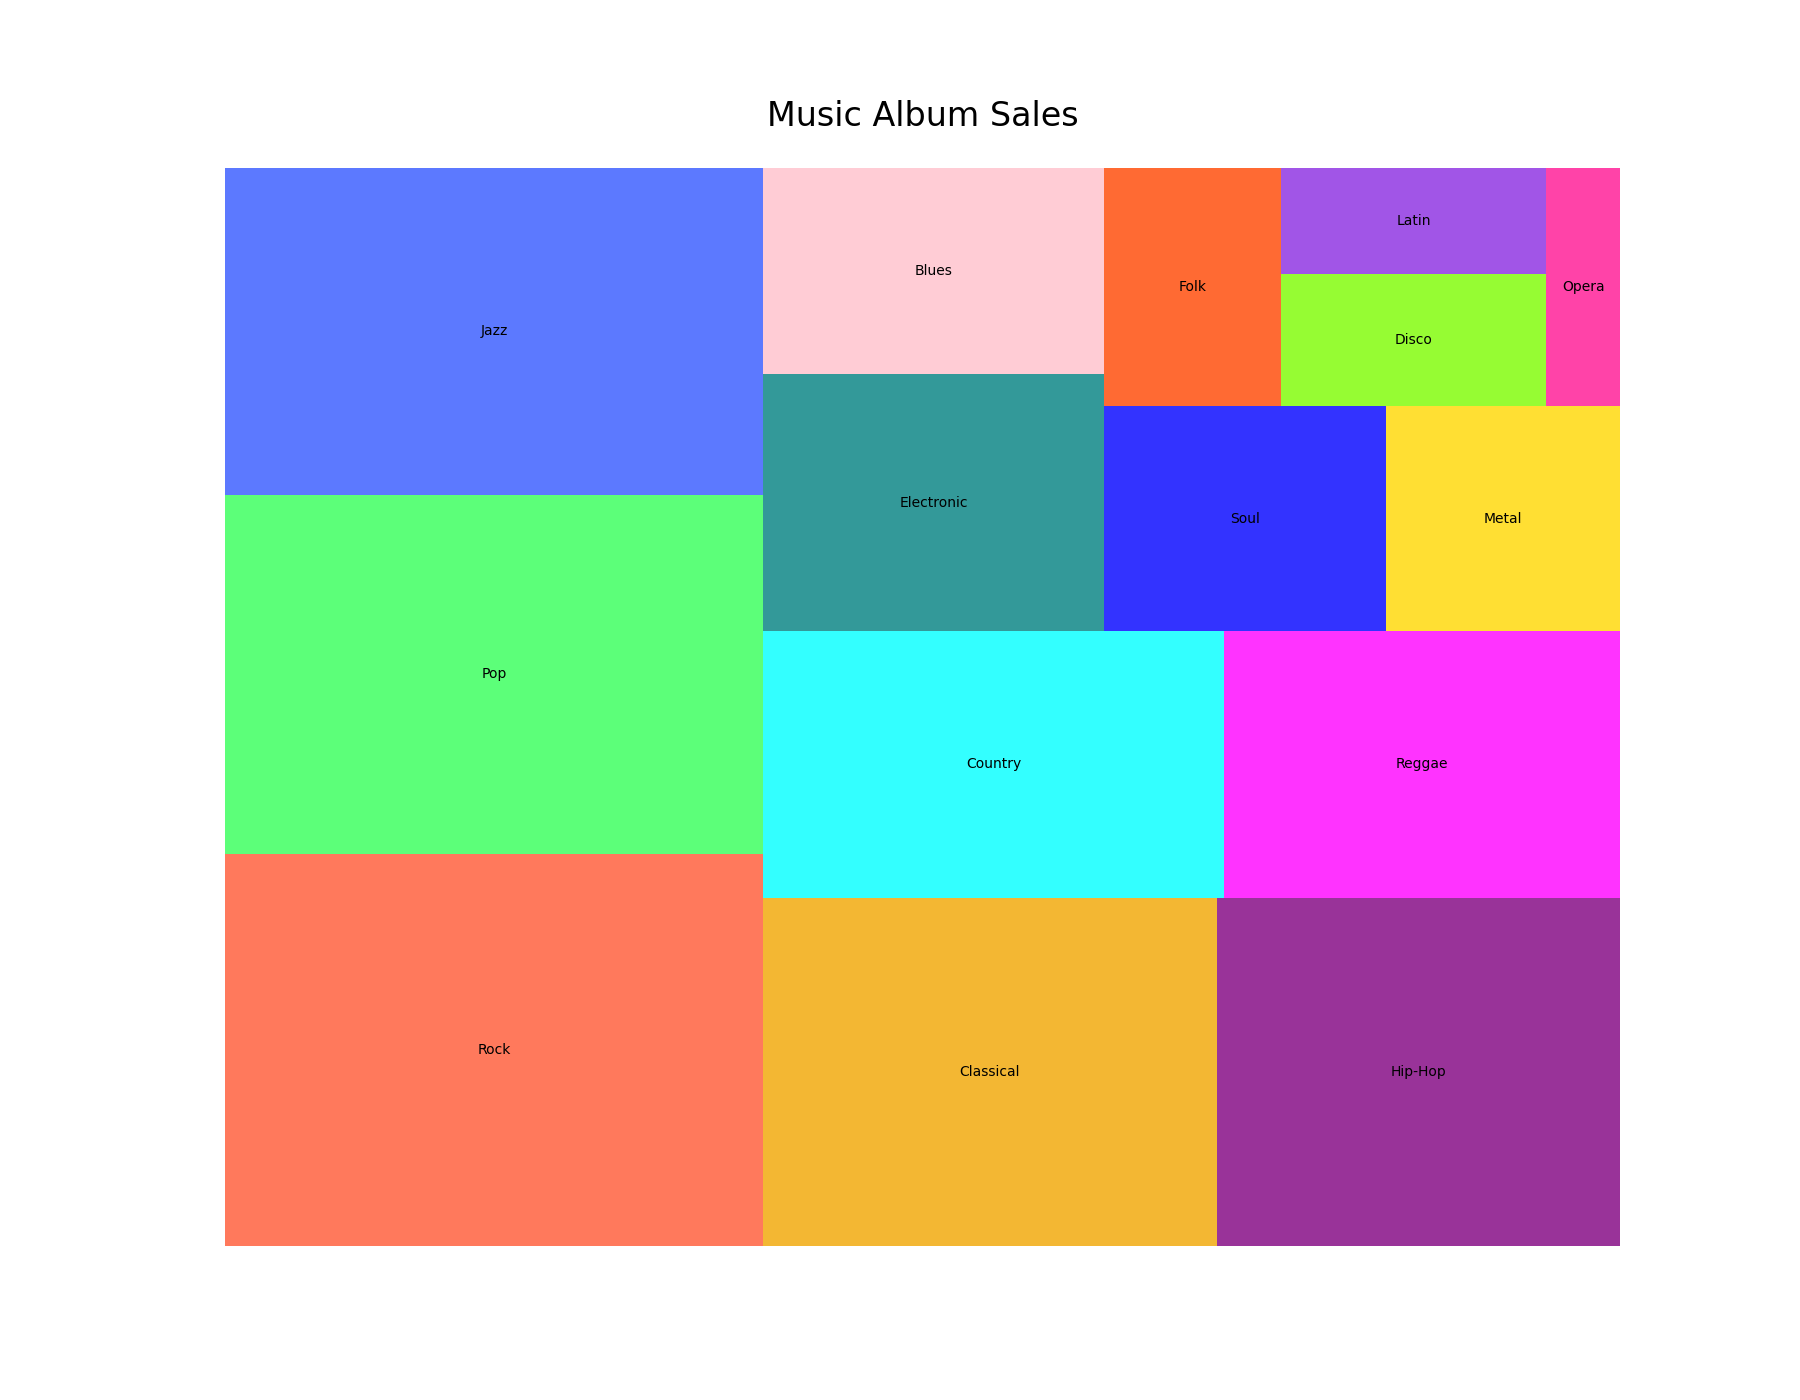 Music Album Sales
Jazz
Blues
Folk
Latin
Opera
Disco
Electronic
Soul
Metal
Pop
Country
Reggae
Rock
Classical
Hip-Hop